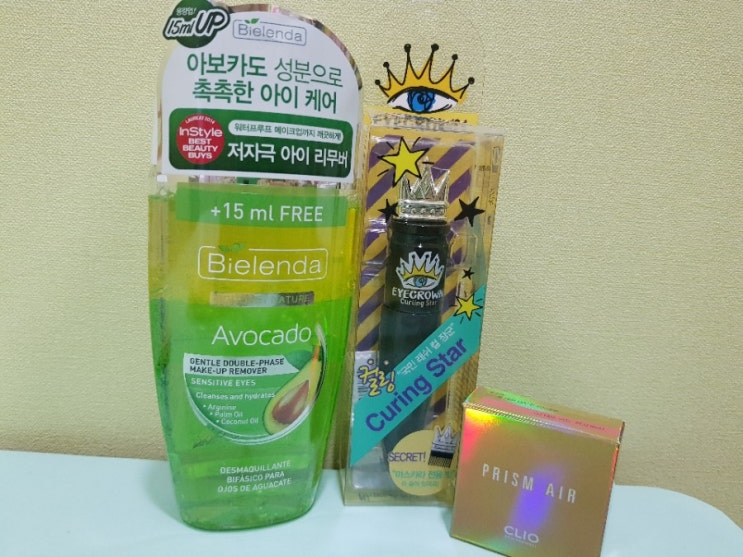 용량업!
15ml UP
Bielenda
아보카도 성분으로
촉촉한 아이 케어
InStyle
BEST
BEAUTY
BUYS
워터프루프 메이크업까지 깨끗하게
저자극 아이 리무버
+15 ml FREE
Bielenda
Avocado
GENTLE DOUBLE-PHASE
MAKE-UP REMOVER
SENSITIVE EYES
Cleanses and hydrates
• Arginine
• Palm Oil
• Coconut Oil
DESMAQUILLANTE
BIFÁSICO PARA
OJOS DE AGUACATE
EYECROWN
EYECROWN
Curling Star
컬링
Curing Star
SECRET!
PRISM AIR
CLIO